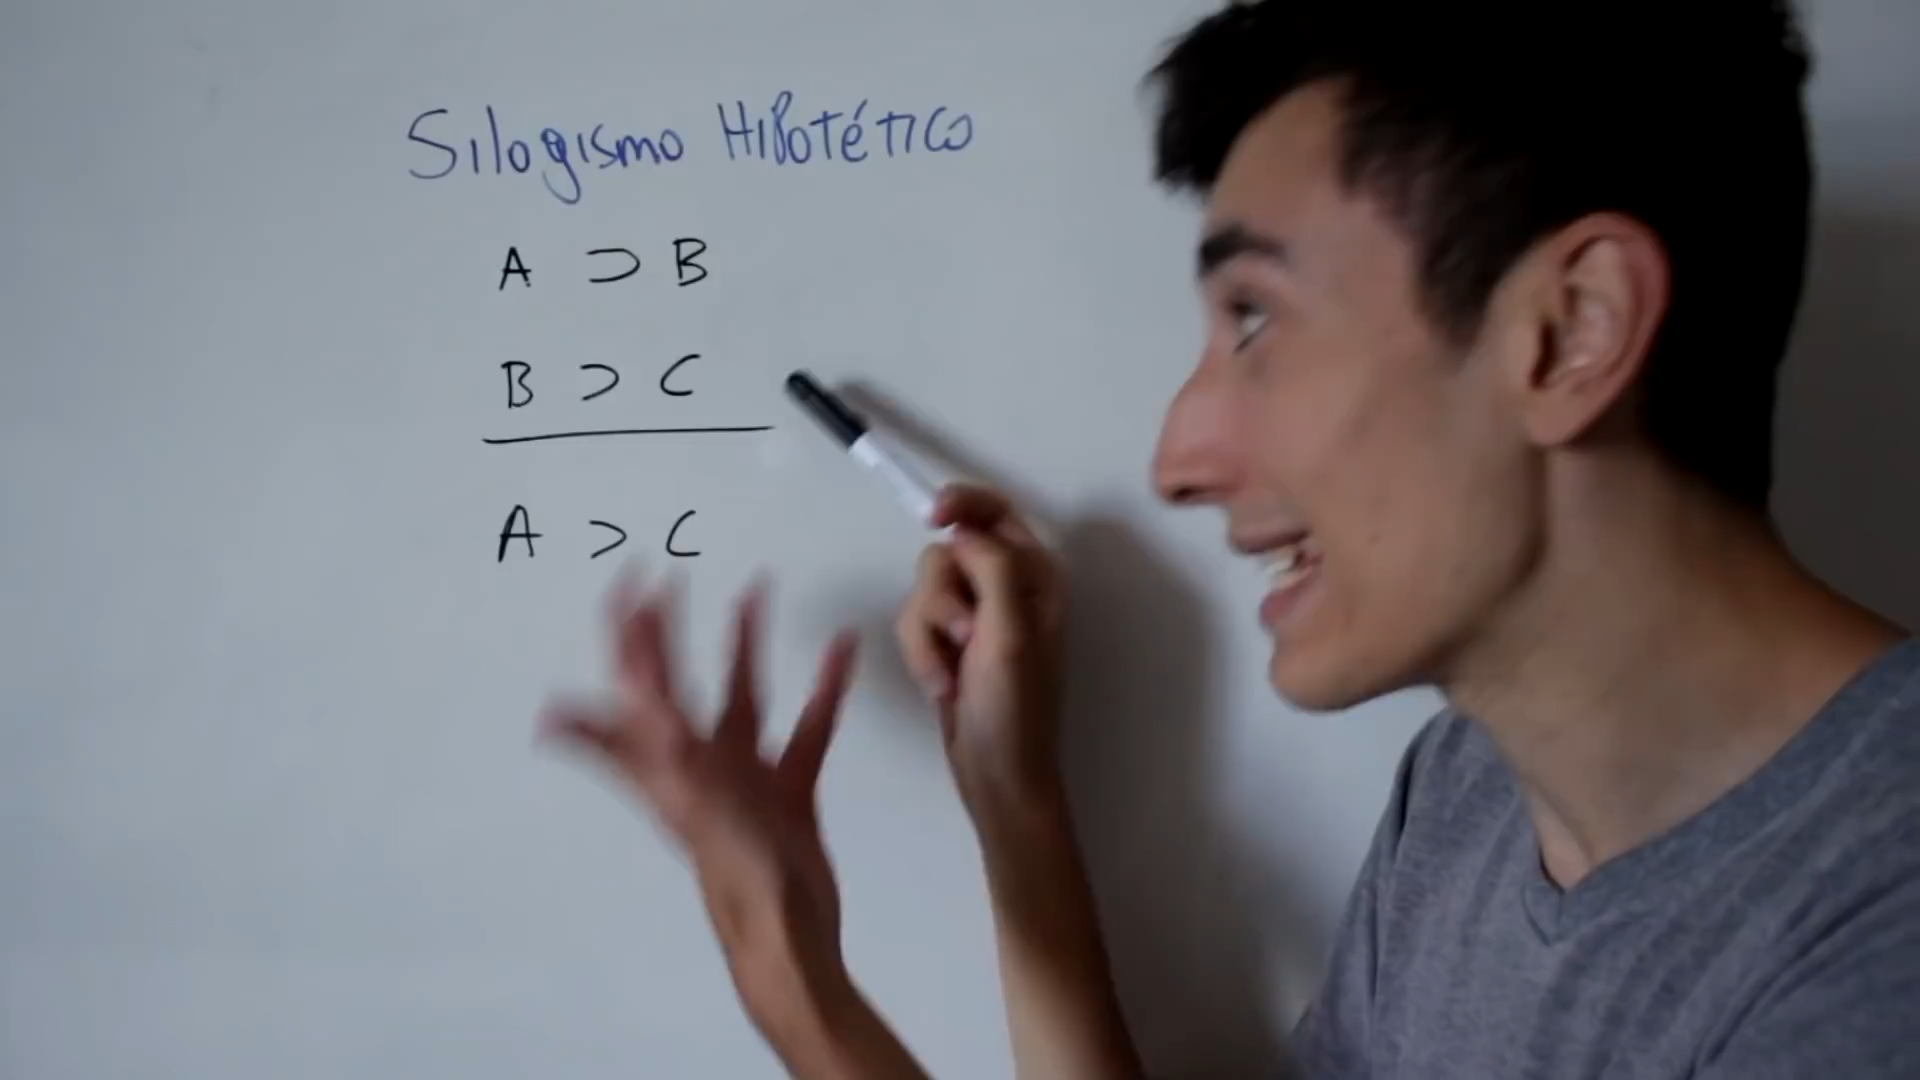 Silogismo Hipotético
A ⊃ B
B ⊃ C
A ⊃ C